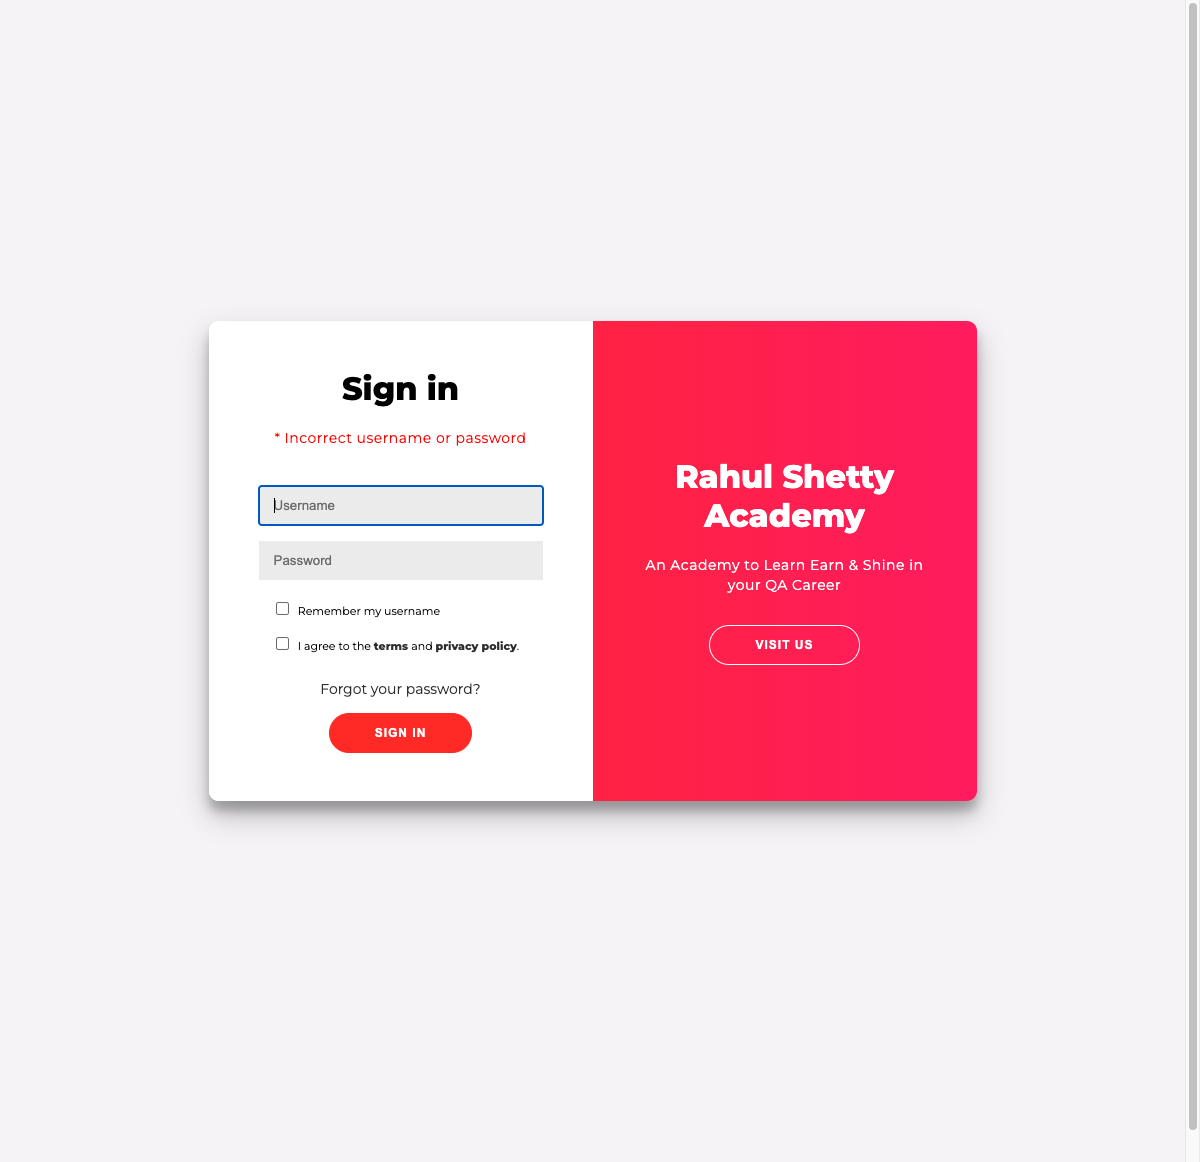 Sign in
* Incorrect username or password
Username
Password
Remember my username
I agree to the terms and privacy policy.
Forgot your password?
SIGN IN
Rahul Shetty
Academy
An Academy to Learn Earn & Shine in
your QA Career
VISIT US